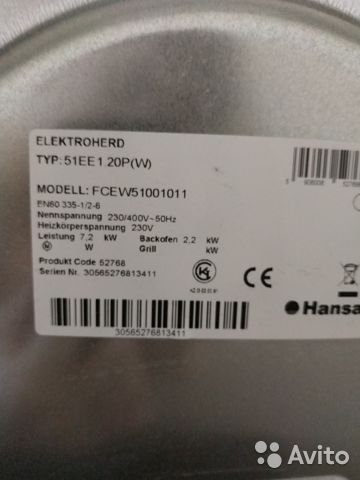 ELEKTROHERD
TYP: 51EE1.20P(W)
MODELL: FCEW51001011
EN60 335-1/2-6
Nennspannung 230/400V~50Hz
Heizkörperspannung 230V
Leistung 7,2 kW Backofen 2,2 kW
W Grill kW
Produkt Code 52768
Serien Nr. 30565276813411
30565276813411
M
CE
Hansa
Avito